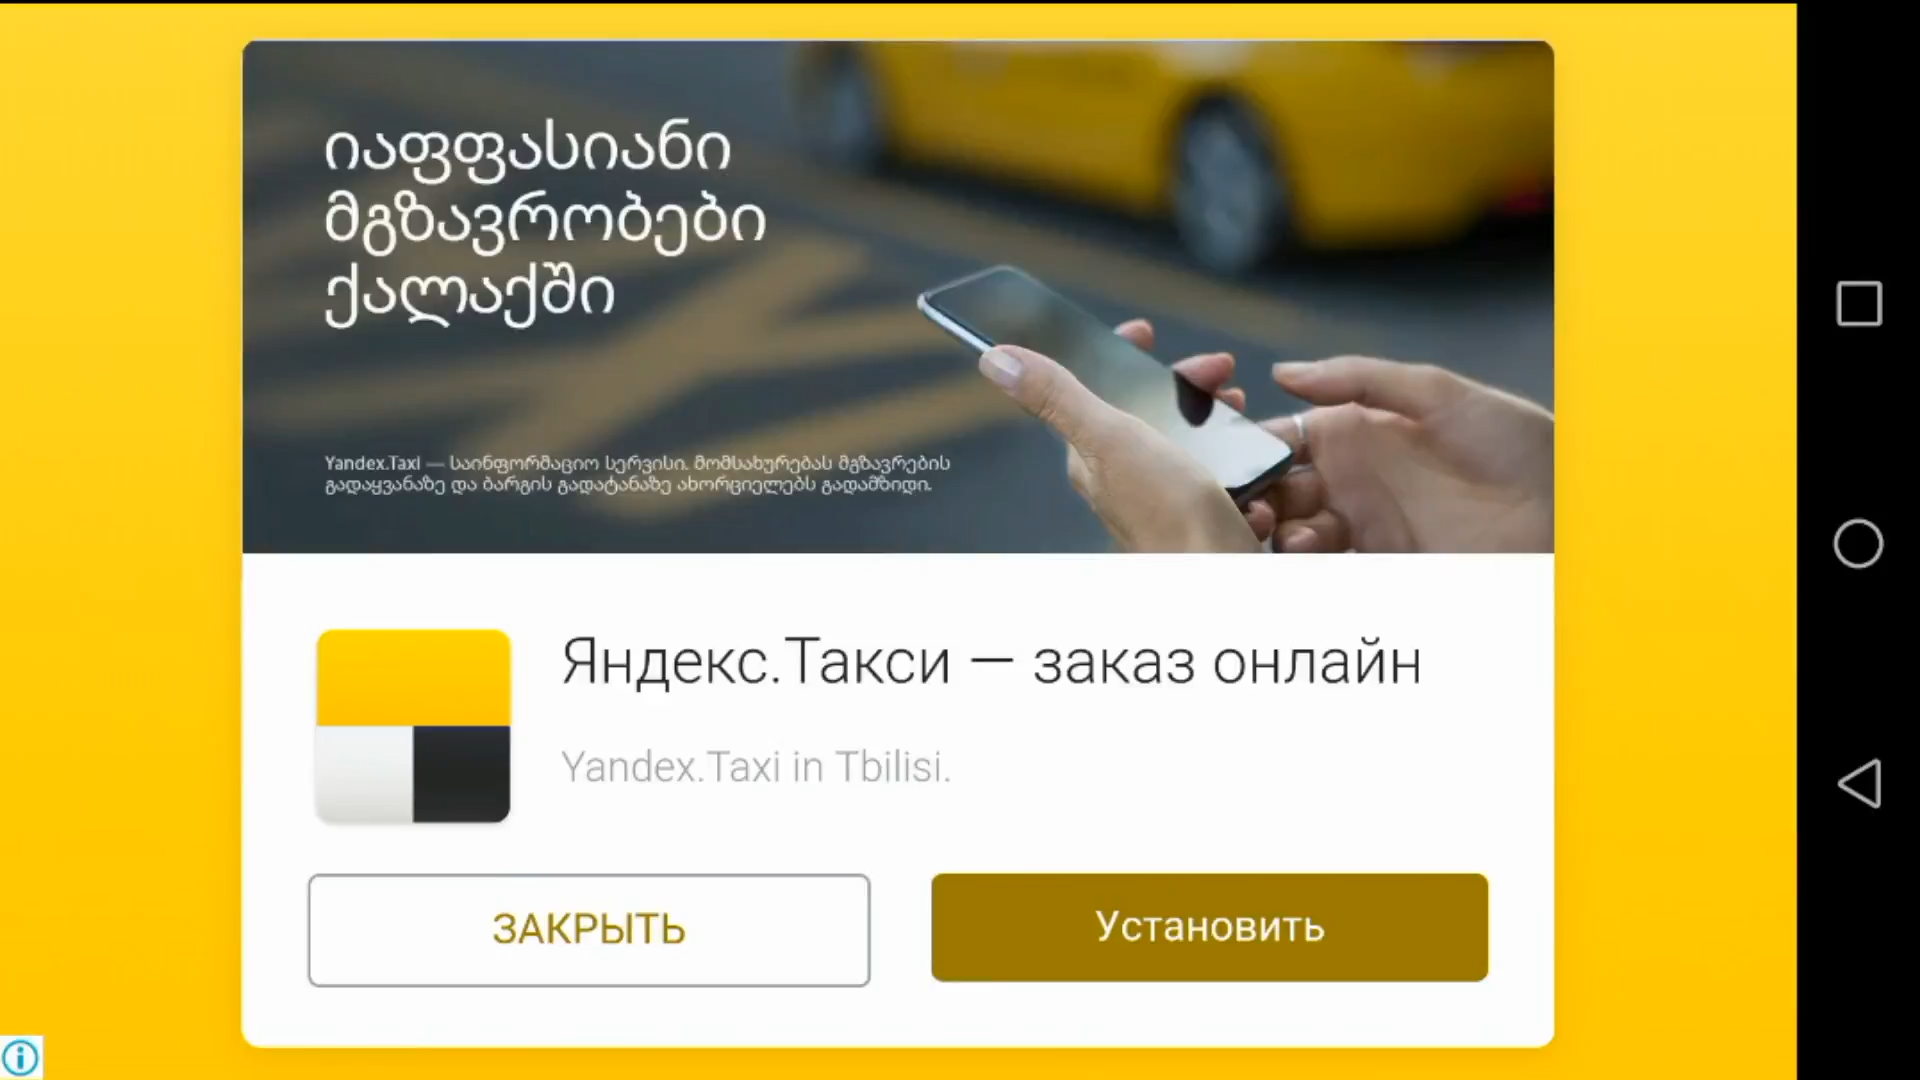 იაფფასიანი
მგზავრობები
ქალაქში
Yandex.Taxi — საინფორმაციო სერვისი. მომსახურებას მგზავრების
გადაყვანაზე და ბარგის გადატანაზე ახორციელებს გადამზიდი.
Яндекс.Такси — заказ онлайн
Yandex.Taxi in Tbilisi.
ЗАКРЫТЬ
Установить